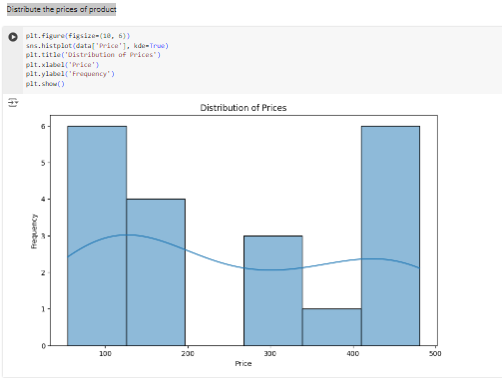 Distribute the prices of product
plt.figure(figsize=(10, 6))
sns.histplot(data['Price'], kde=True)
plt.title('Distribution of Prices')
plt.xlabel('Price')
plt.ylabel('Frequency')
plt.show()
Distribution of Prices
6
5
4
3
2
1
0
Frequency
100
200
300
400
500
Price